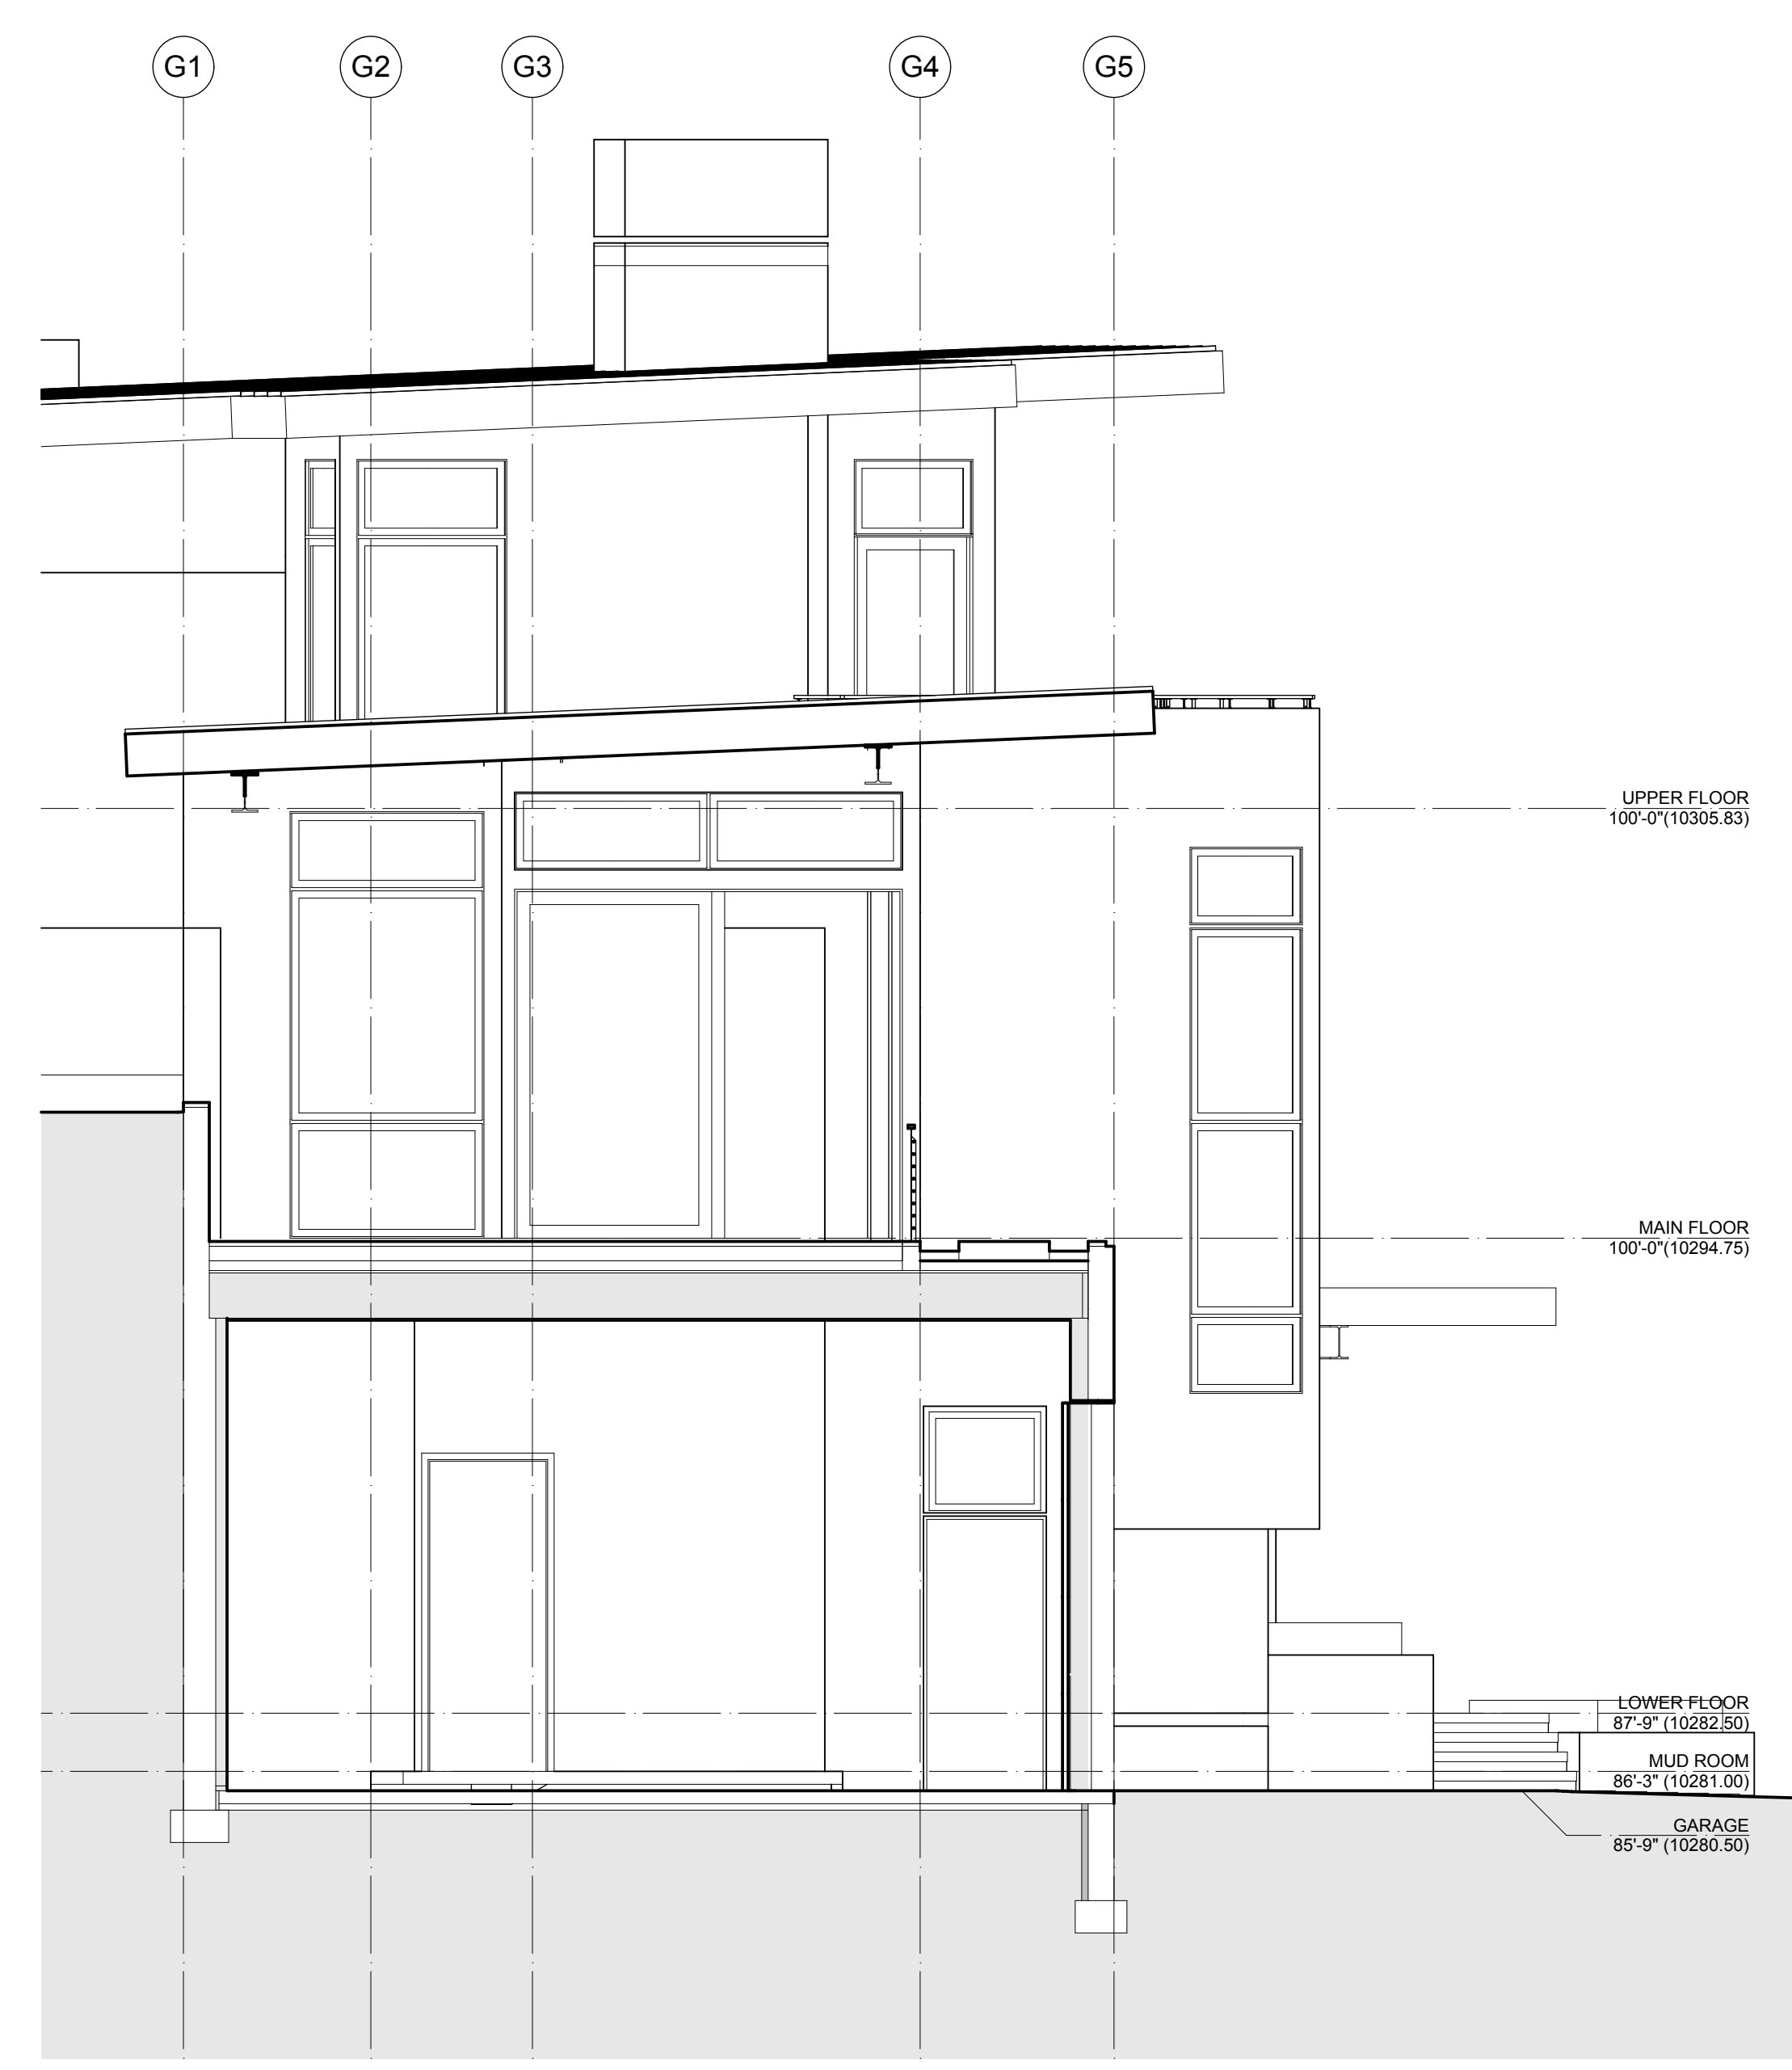 G1 G2 G3 G4 G5
UPPER FLOOR
100'-0"(10305.83)
MAIN FLOOR
100'-0"(10294.75)
LOWER FLOOR
87'-9" (10282.50)
MUD ROOM
86'-3" (10281.00)
GARAGE
85'-9" (10280.50)